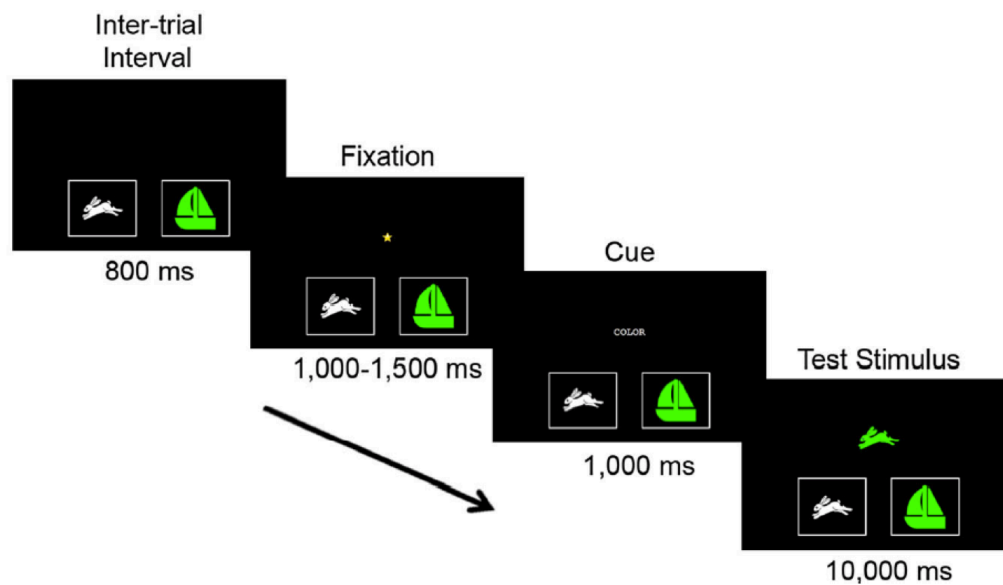 Inter-trial
Interval
800 ms
Fixation
1,000-1,500 ms
Cue
COLOR
1,000 ms
Test Stimulus
10,000 ms